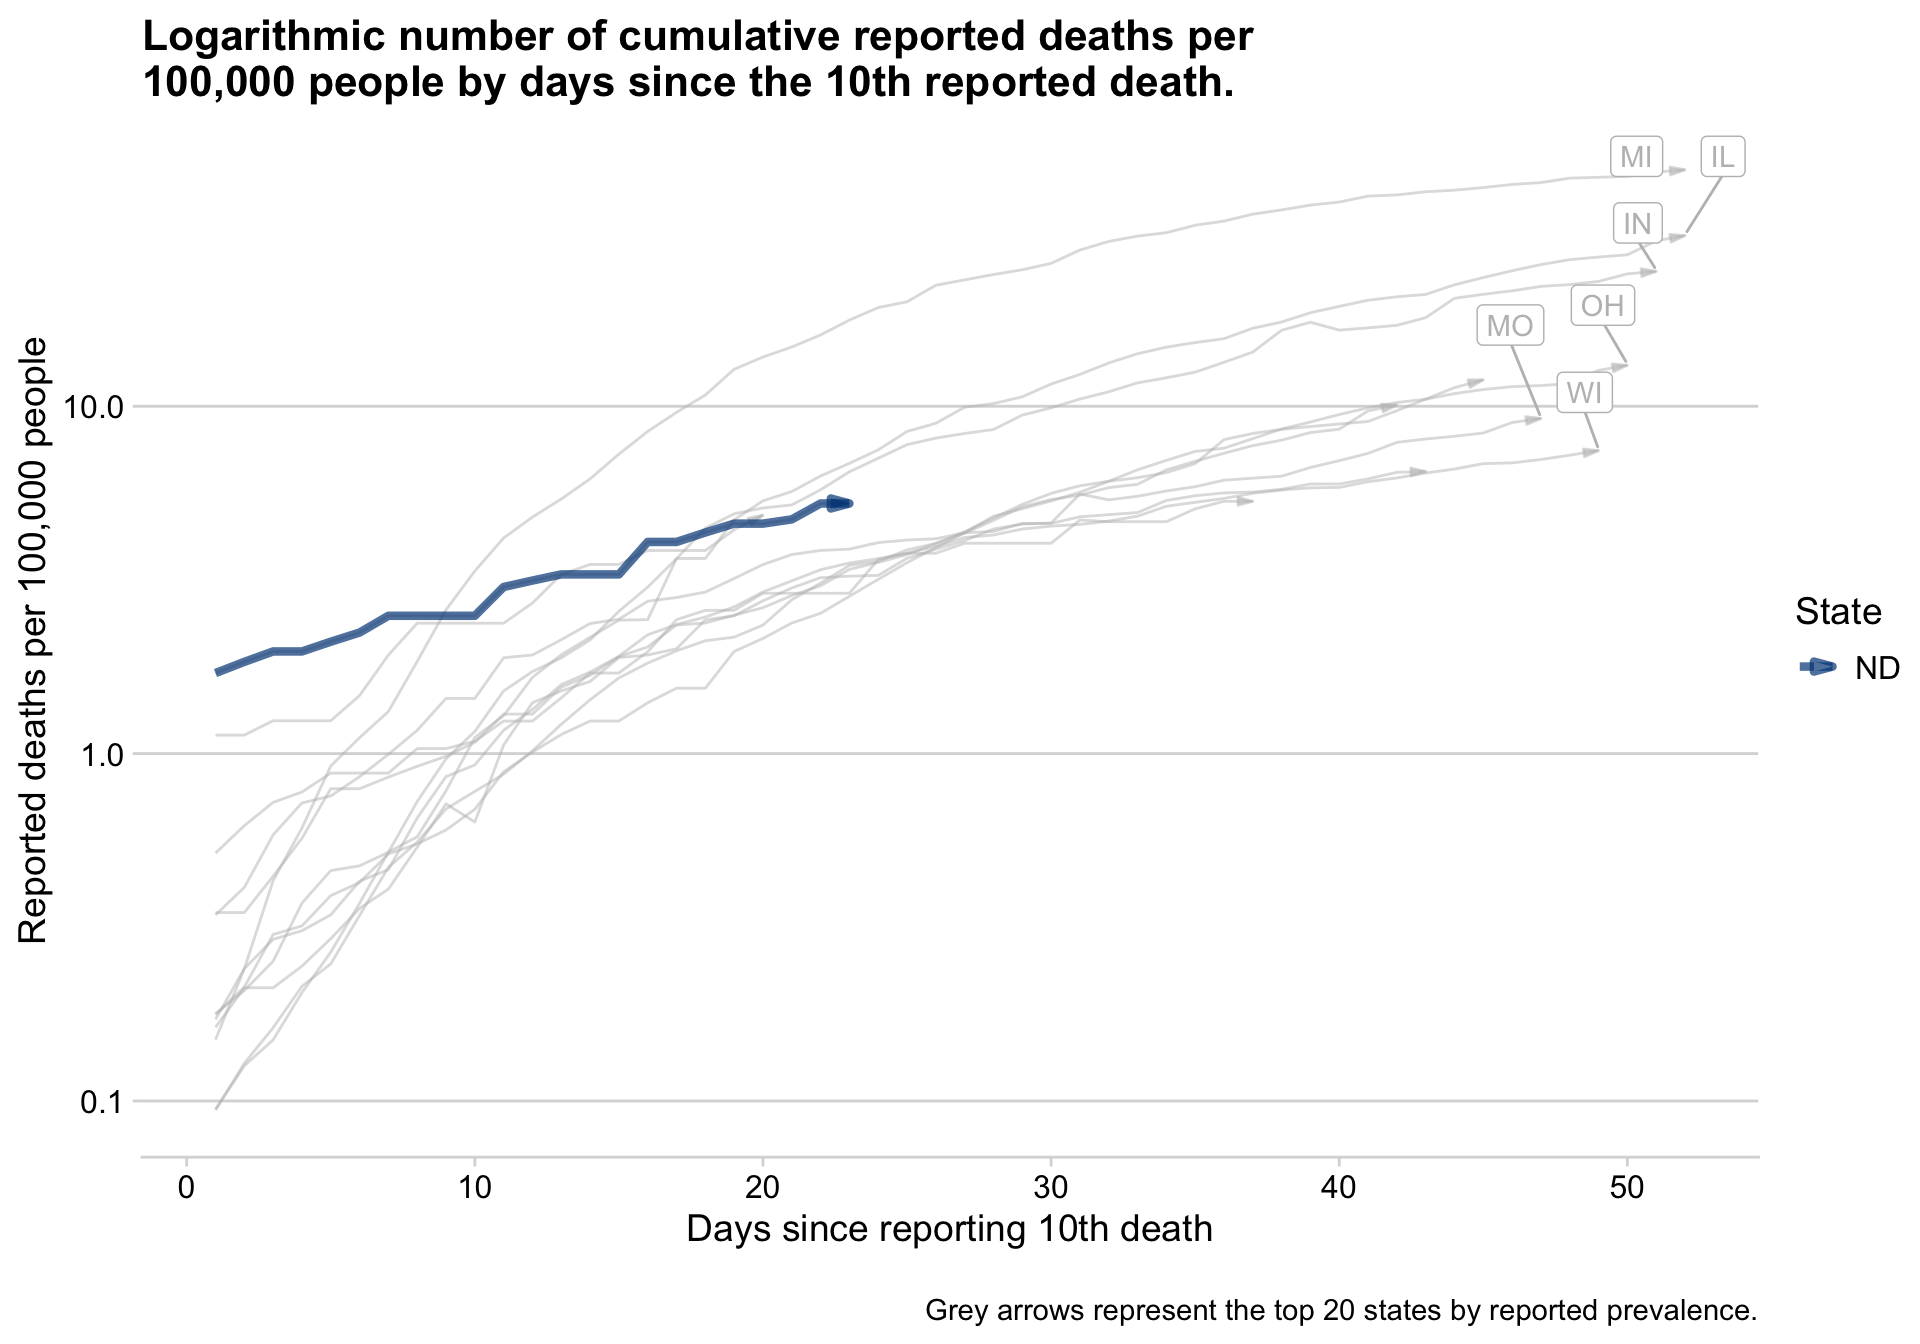 Logarithmic number of cumulative reported deaths per
100,000 people by days since the 10th reported death.
MI
IL
IN
OH
MO
WI
Reported deaths per 100,000 people
10.0
1.0
0.1
State
ND
0
10
20
30
40
50
Days since reporting 10th death
Grey arrows represent the top 20 states by reported prevalence.